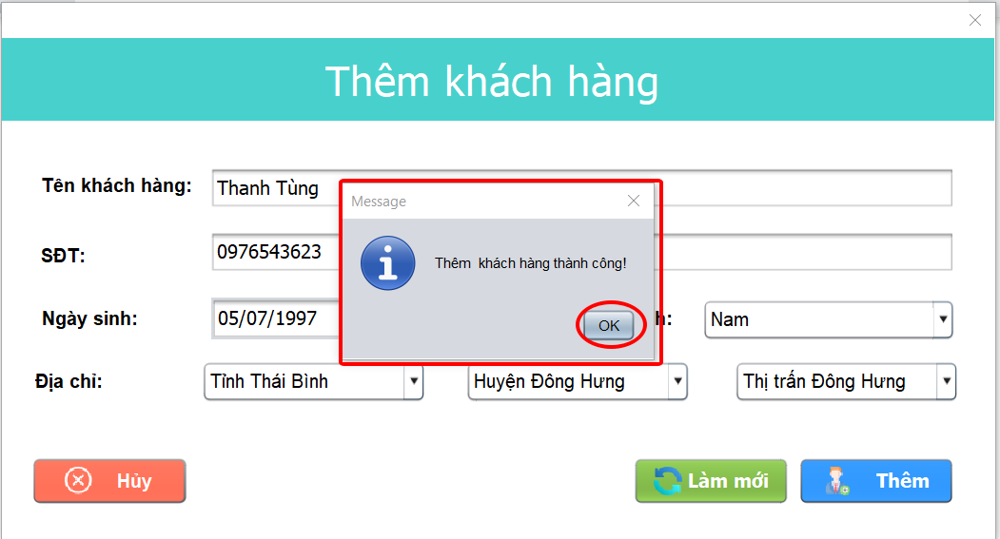 Thêm khách hàng
Tên khách hàng: Thanh Tùng
Message
SĐT: 0976543623
Thêm khách hàng thành công!
Ngày sinh: 05/07/1997
OK
h: Nam
Địa chỉ: Tỉnh Thái Bình Huyện Đông Hưng Thị trấn Đông Hưng
Hủy Làm mới Thêm